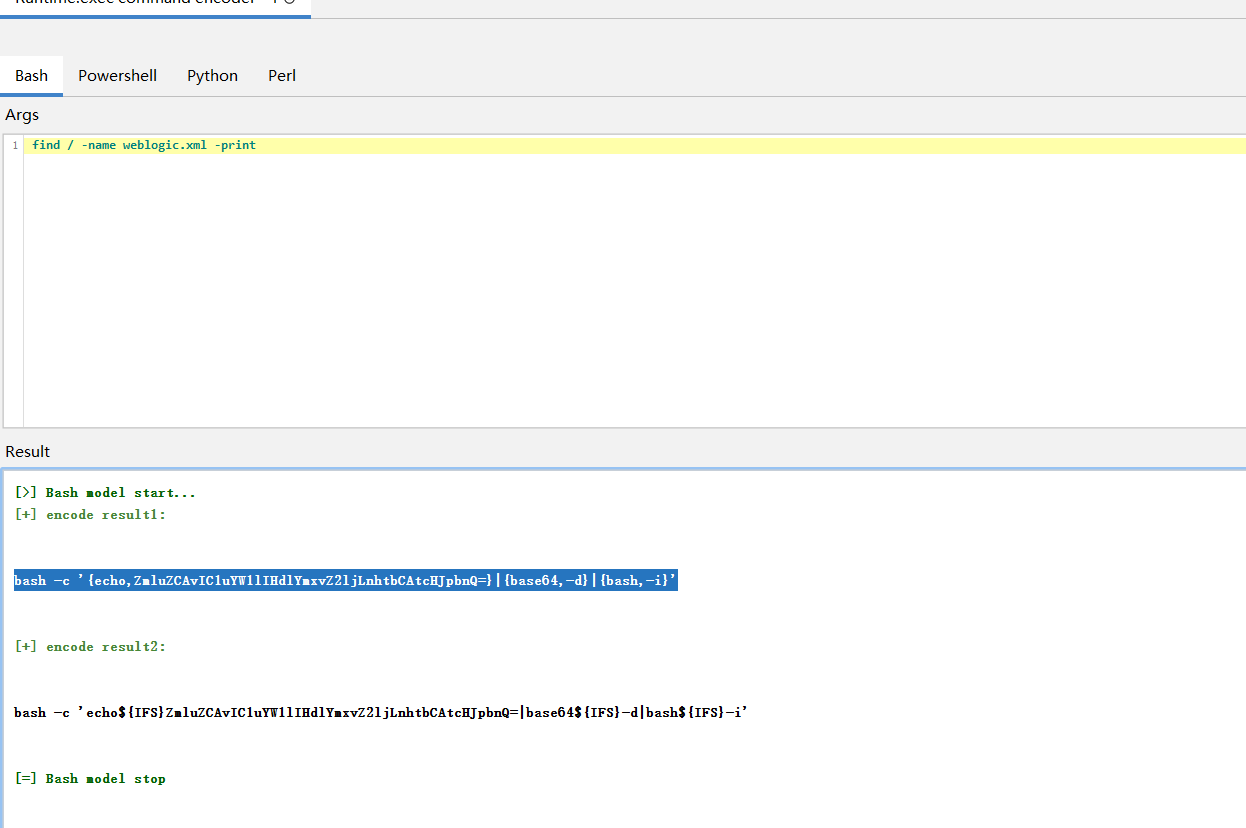 Runtime.exec command encoder
Bash Powershell Python Perl
Args
1 find / -name weblogic.xml -print
Result
[>] Bash model start...
[+] encode result1:
bash -c '{echo,ZmluZCAvIC1uYW1lIHdlYmxvZ2ljLnhtbCAtcHJpbnQ=}|{base64,-d}|{bash,-i}'
[+] encode result2:
bash -c 'echo${IFS}ZmluZCAvIC1uYW1lIHdlYmxvZ2ljLnhtbCAtcHJpbnQ=|base64${IFS}-d|bash${IFS}-i'
[=] Bash model stop